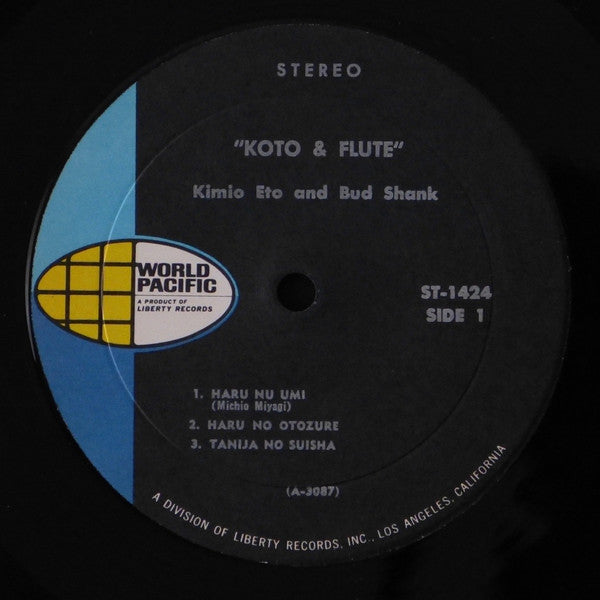 STEREO
"KOTO & FLUTE"
Kimio Eto and Bud Shank
WORLD
PACIFIC
A PRODUCT OF
LIBERTY RECORDS
ST-1424
SIDE 1
1. HARU NU UMI
(Michio Miyagi)
2. HARU NO OTOZURE
3. TANIJA NO SUISHA
(A-3087)
A DIVISION OF LIBERTY RECORDS, INC., LOS ANGELES, CALIFORNIA